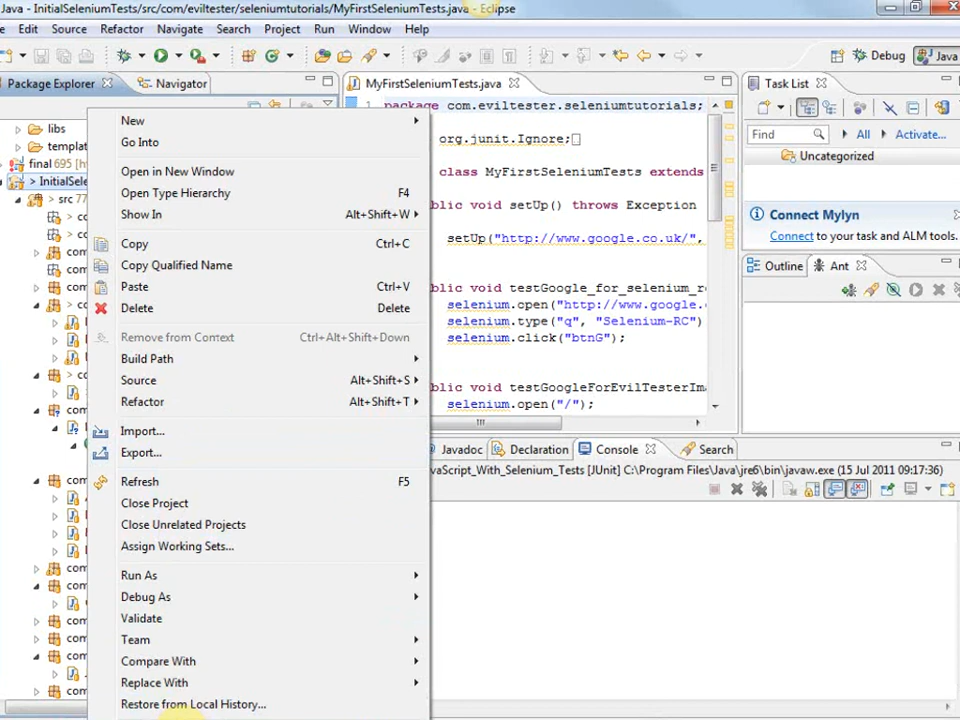 Java - InitialSeleniumTests/src/com/eviltester/seleniumtutorials/MyFirstSeleniumTests.java - Eclipse
Edit Source Refactor Navigate Search Project Run Window Help
Debug Java
Package Explorer Navigator
MyFirstSeleniumTests.java
Task List
libs
templat
final 695 [
> InitialSele
> src 77
New
Go Into
Open in New Window
Open Type Hierarchy F4
Show In Alt+Shift+W
Copy Ctrl+C
Copy Qualified Name
Paste Ctrl+V
Delete Delete
Remove from Context Ctrl+Alt+Shift+Down
Build Path
Source Alt+Shift+S
Refactor Alt+Shift+T
Import...
Export...
Refresh F5
Close Project
Close Unrelated Projects
Assign Working Sets...
Run As
Debug As
Validate
Team
Compare With
Replace With
Restore from Local History...
1 package com.eviltester.seleniumtutorials;
org.junit.Ignore;
class MyFirstSeleniumTests extends
blic void setUp() throws Exception
setUp("http://www.google.co.uk/",
blic void testGoogle_for_selenium_r
selenium.open("http://www.google.
selenium.type("q", "Selenium-RC")
selenium.click("btnG");
blic void testGoogleForEvilTesterIm
selenium.open("/");
Find All Activate...
Uncategorized
Connect Mylyn
Connect to your task and ALM tools.
Outline Ant
Javadoc Declaration Console Search
vaScript_With_Selenium_Tests [JUnit] C:\Program Files\Java\jre6\bin\javaw.exe (15 Jul 2011 09:17:36)